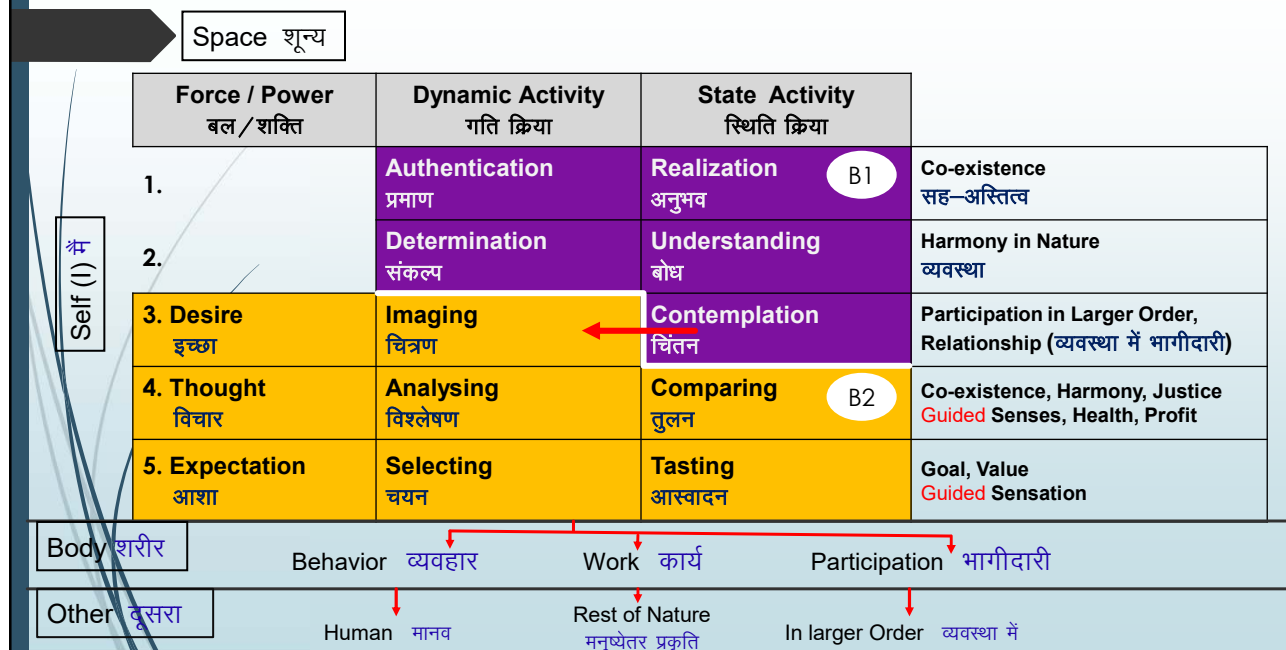 Space शून्य
Force / Power
बल/शक्ति
Dynamic Activity
गति क्रिया
State Activity
स्थिति क्रिया
Self (I) मैं
1.
Authentication
प्रमाण
Realization
अनुभव
B1
Co-existence
सह–अस्तित्व
2.
Determination
संकल्प
Understanding
बोध
Harmony in Nature
व्यवस्था
3. Desire
इच्छा
Imaging
चित्रण
Contemplation
चिंतन
Participation in Larger Order,
Relationship (व्यवस्था में भागीदारी)
4. Thought
विचार
Analysing
विश्लेषण
Comparing
तुलन
B2
Co-existence, Harmony, Justice
Guided Senses, Health, Profit
5. Expectation
आशा
Selecting
चयन
Tasting
आस्वादन
Goal, Value
Guided Sensation
Body शरीर
Behavior व्यवहार
Work कार्य
Participation भागीदारी
Other दूसरा
Human मानव
Rest of Nature
मनुष्येतर प्रकृति
In larger Order व्यवस्था में